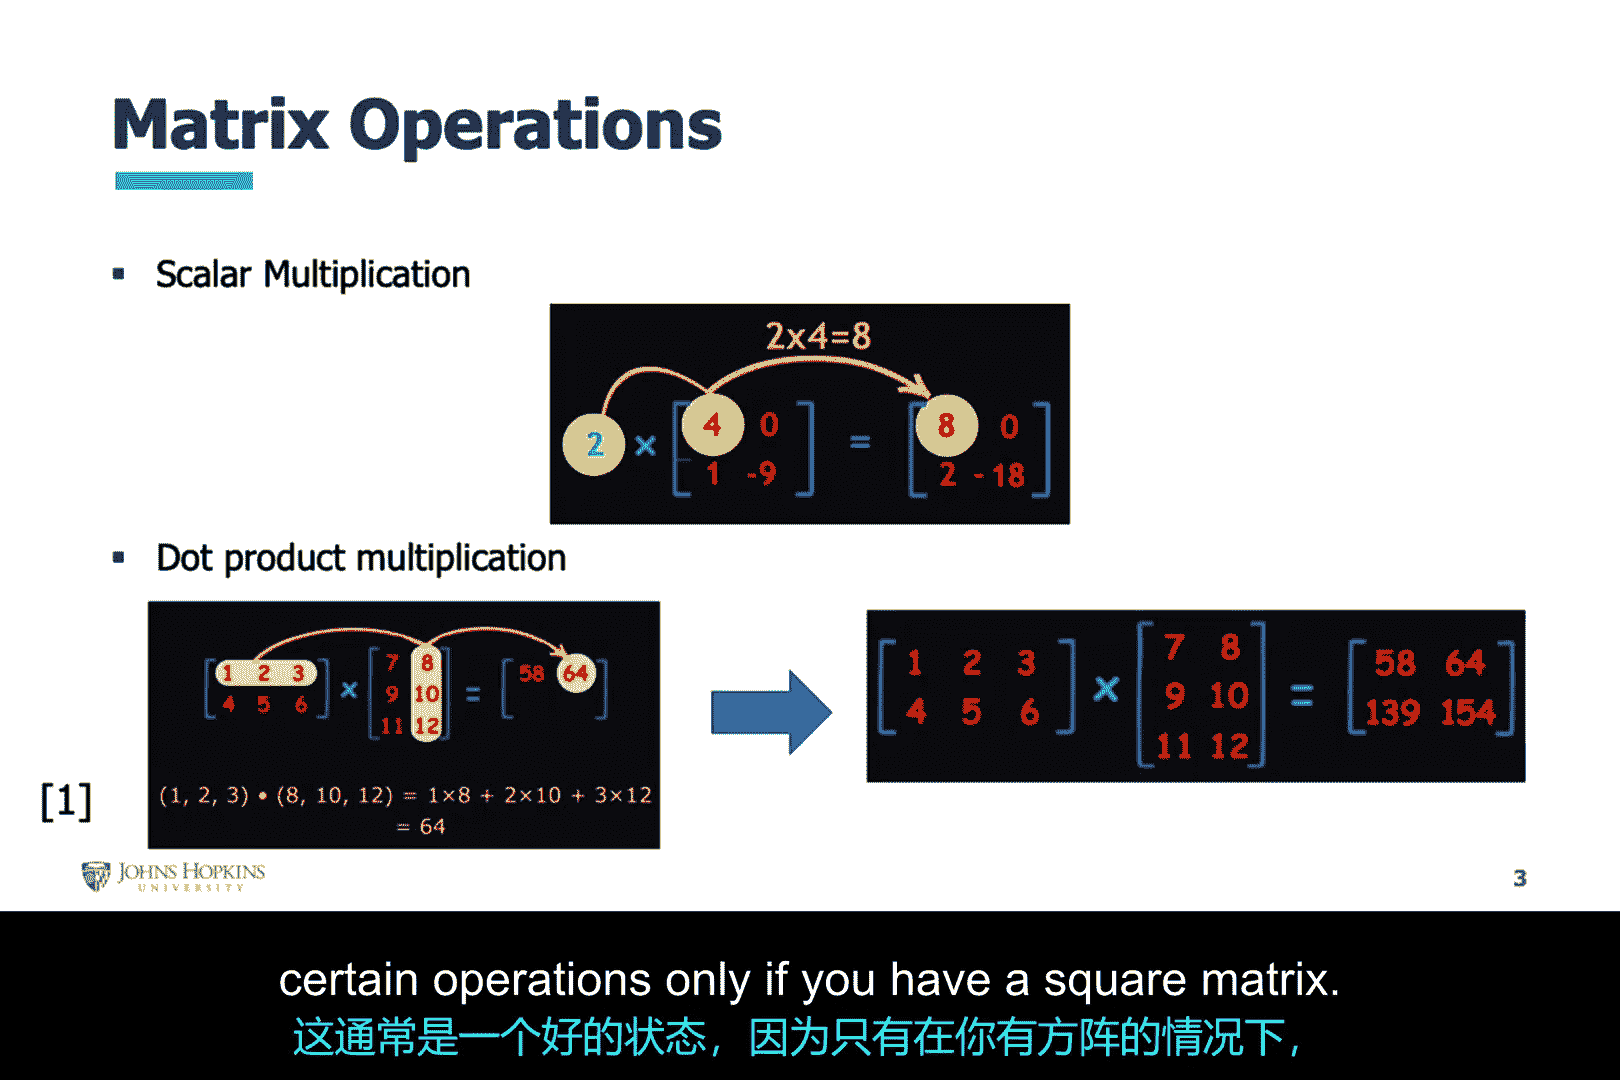 Matrix Operations
▪ Scalar Multiplication
2x4=8
2 × [ 4 0 ] = [ 8 0 ]
1 -9 2 -18
▪ Dot product multiplication
[ 1 2 3 ] × [ 7 8 ] = [ 58 64 ]
4 5 6 9 10
11 12
(1, 2, 3) • (8, 10, 12) = 1×8 + 2×10 + 3×12
= 64
[ 1 2 3 ] × [ 7 8 ] = [ 58 64 ]
4 5 6 9 10 139 154
11 12
[1]
JOHNS HOPKINS
UNIVERSITY
3
certain operations only if you have a square matrix.
这通常是一个好的状态，因为只有在你有方阵的情况下，